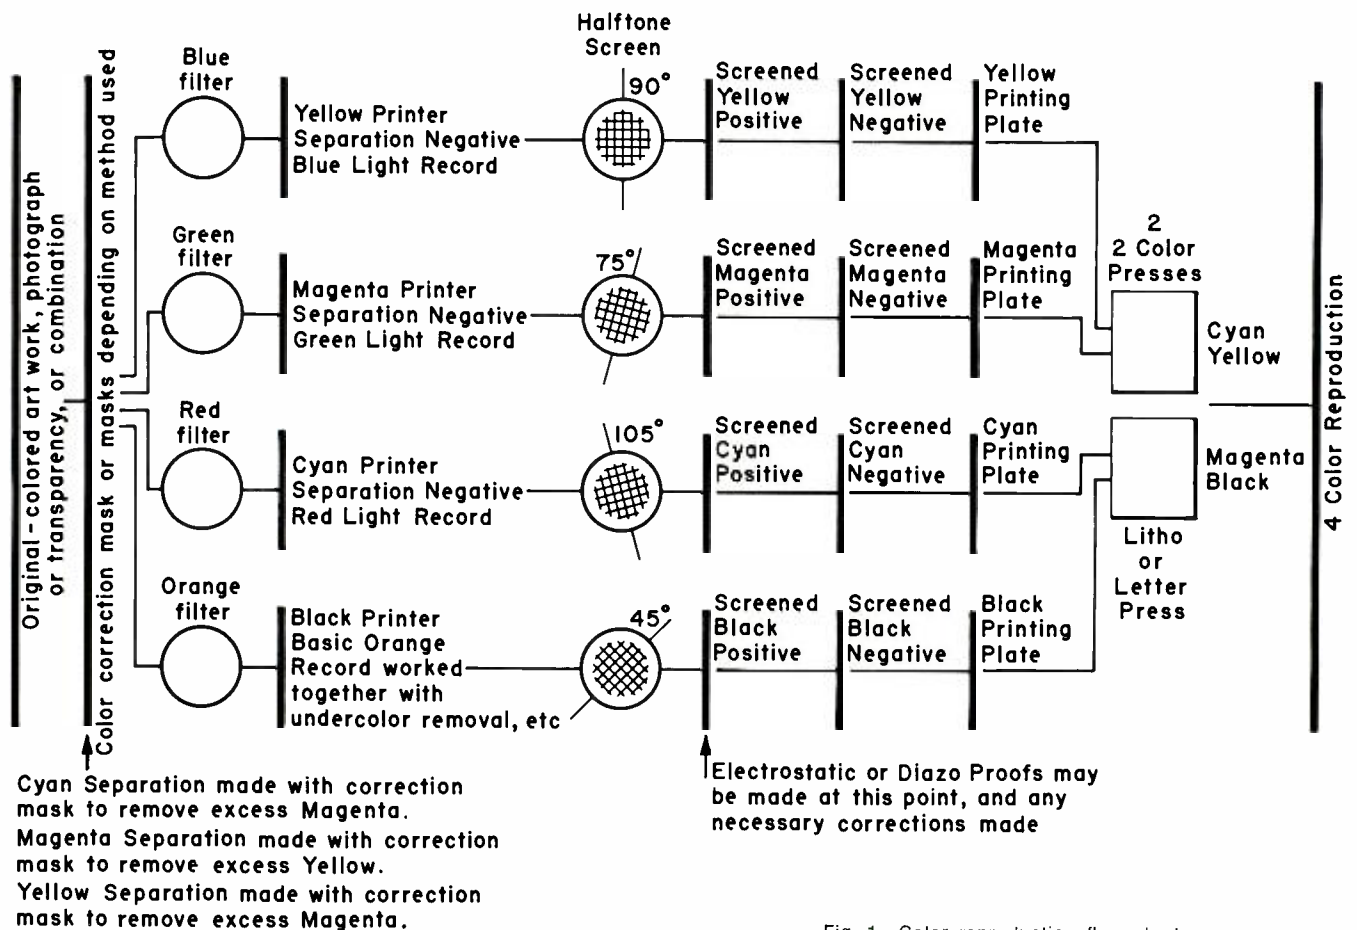 Original-colored art work, photograph
or transparency, or combination
Color correction mask or masks depending on method used
Blue
filter
Yellow Printer
Separation Negative
Blue Light Record
Halftone
Screen
90°
Screened
Yellow
Positive
Screened
Yellow
Negative
Yellow
Printing
Plate
Green
filter
Magenta Printer
Separation Negative
Green Light Record
75°
Screened
Magenta
Positive
Screened
Magenta
Negative
Magenta
Printing
Plate
Red
filter
Cyan Printer
Separation Negative
Red Light Record
105°
Screened
Cyan
Positive
Screened
Cyan
Negative
Cyan
Printing
Plate
Orange
filter
Black Printer
Basic Orange
Record worked
together with
undercolor removal, etc
45°
Screened
Black
Positive
Screened
Black
Negative
Black
Printing
Plate
2
2 Color
Presses
Cyan
Yellow
Magenta
Black
Litho
or
Letter
Press
4 Color Reproduction
Cyan Separation made with correction
mask to remove excess Magenta.
Magenta Separation made with correction
mask to remove excess Yellow.
Yellow Separation made with correction
mask to remove excess Magenta.
Electrostatic or Diazo Proofs may
be made at this point, and any
necessary corrections made